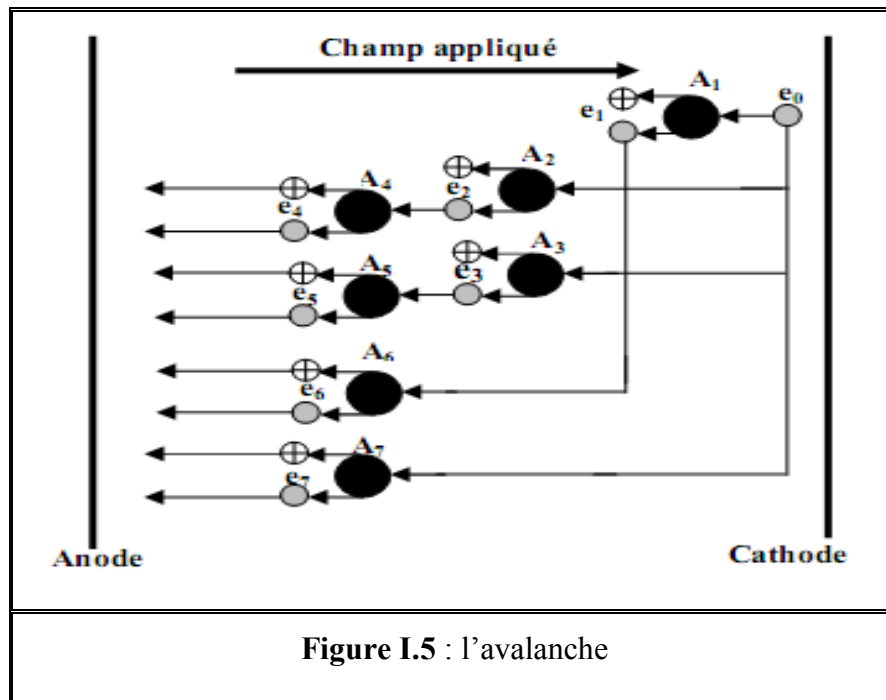 Champ appliqué
A₁
e₀
e₁
A₂
A₄
e₂
e₄
A₃
A₅
e₃
e₅
A₆
e₆
A₇
e₇
Anode
Cathode
Figure I.5 : l’avalanche